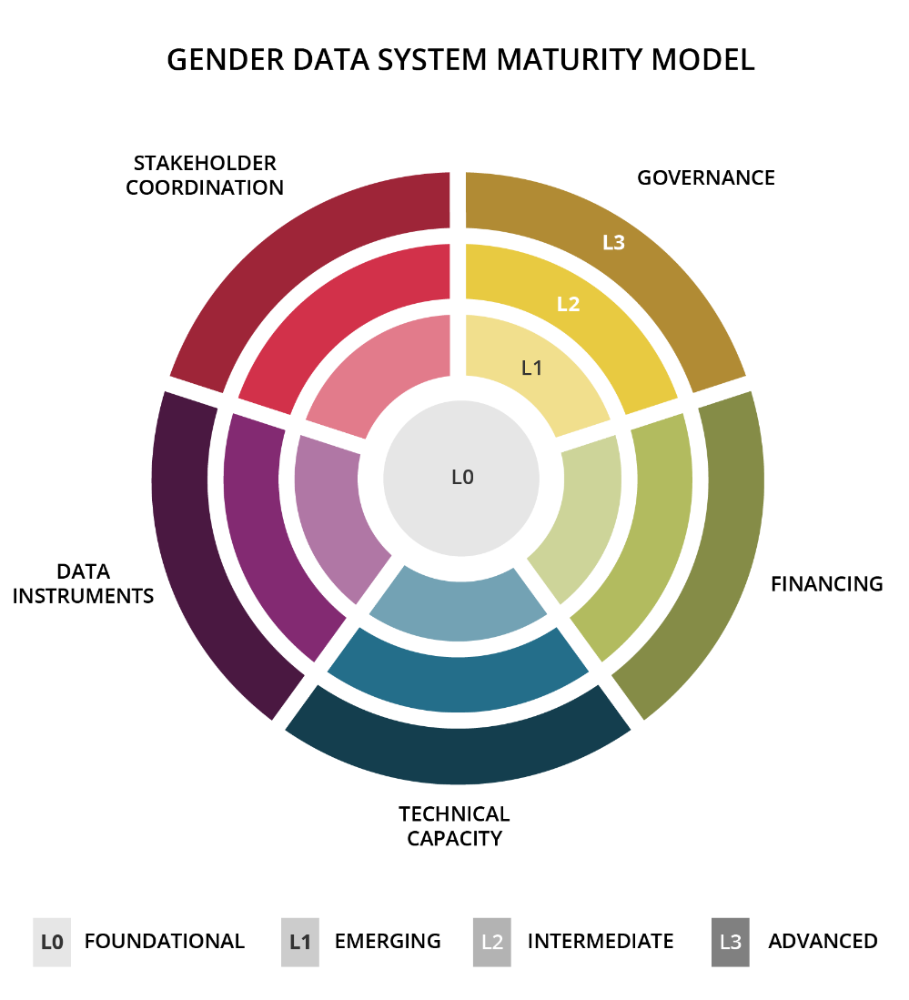 GENDER DATA SYSTEM MATURITY MODEL
STAKEHOLDER
COORDINATION
GOVERNANCE
L3
L2
L1
L0
DATA
INSTRUMENTS
FINANCING
TECHNICAL
CAPACITY
L0 FOUNDATIONAL L1 EMERGING L2 INTERMEDIATE L3 ADVANCED